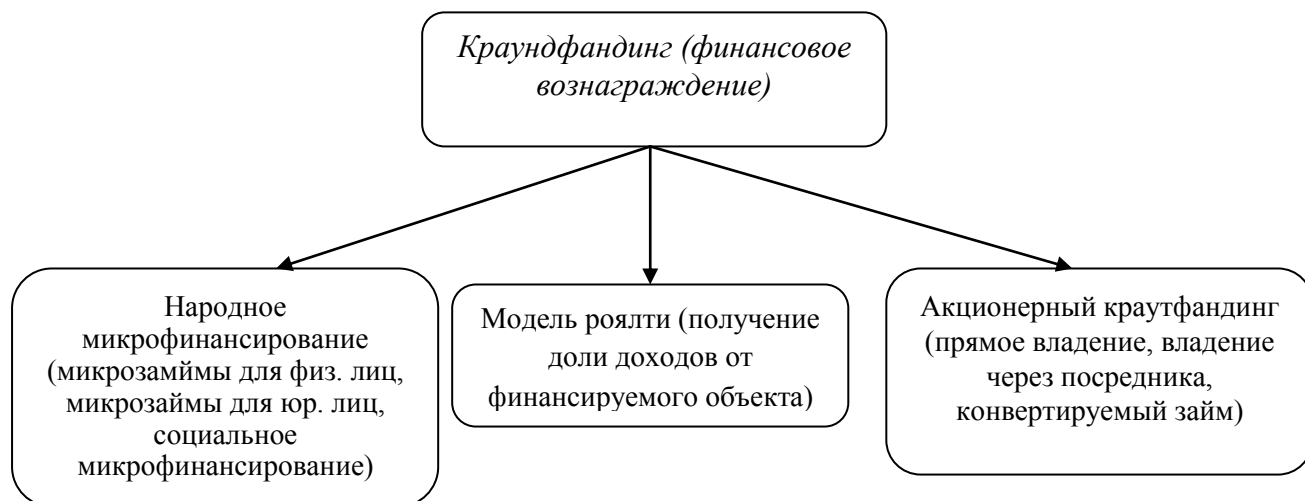 Краундфандинг (финансовое
вознаграждение)
Народное
микрофинансирование
(микрозамймы для физ. лиц,
микрозаймы для юр. лиц,
социальное
микрофинансирование)
Модель роялти (получение
доли доходов от
финансируемого объекта)
Акционерный краутфандинг
(прямое владение, владение
через посредника,
конвертируемый займ)